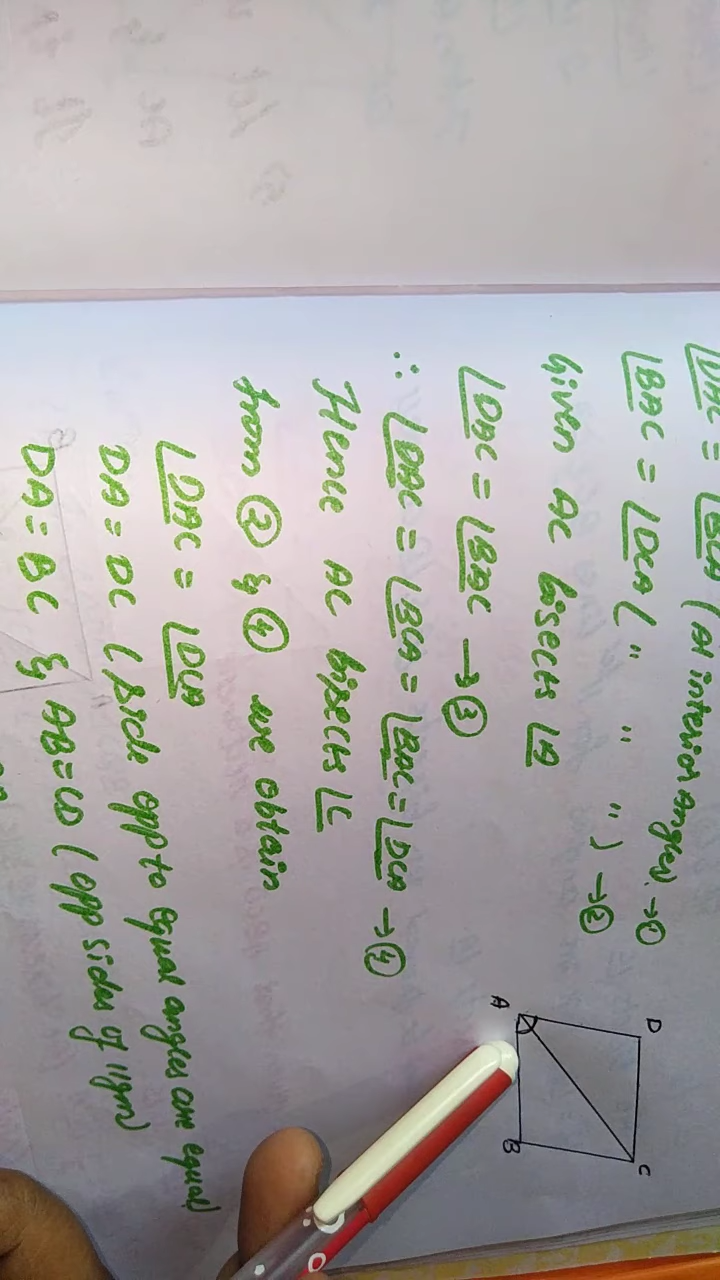 ∠DAC = ∠BCA (Al interior angles) → ①
∠BAC = ∠DCA ( " " " ) → ②
Given AC bisects ∠A
∠DAC = ∠BAC → ③
∴ ∠DAC = ∠BCA = ∠BAC = ∠DCA → ④
Hence AC bisects ∠C
from ② & ④ we obtain
∠DAC = ∠DCA
DA = DC (side opp to equal angles are equal)
DA = BC & AB = CD (opp sides of llgm)
D
C
A
B